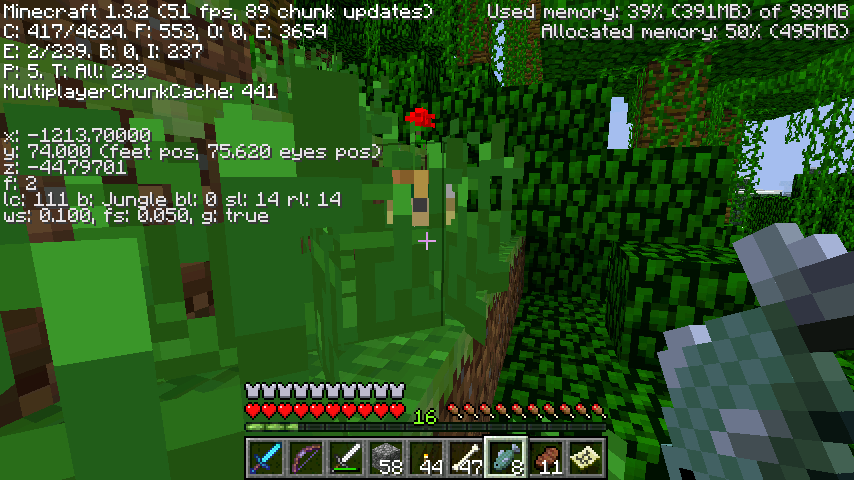 Minecraft 1.3.2 (51 fps, 89 chunk updates)
C: 417/4624, F: 553, O: 0, E: 3654
E: 2/239, B: 0, I: 237
P: 5, T: All: 239
MultiplayerChunkCache: 441
x: -1213.70000
y: 74.000 (feet pos, 75.620 eyes pos)
z: -44.79701
f: 2
lc: 111 b: Jungle bl: 0 sl: 14 rl: 14
ws: 0.100, fs: 0.050, g: true
Used memory: 39% (391MB) of 989MB
Allocated memory: 50% (495MB)
16
58 44 47 8 11